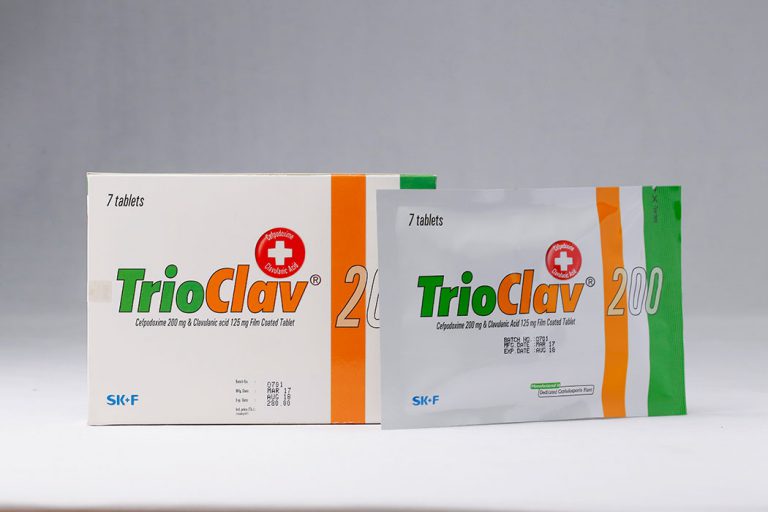 7 tablets
Cefpodoxime
Clavulanic Acid
TrioClav® 20
Cefpodoxime 200 mg & Clavulanic acid 125 mg Film Coated Tablet
Batch No. : 0701
Mfg. Date : MAR 17
Exp. Date : AUG 18
280.00
SK+F
7 tablets
Cefpodoxime
Clavulanic Acid
TrioClav® 200
Cefpodoxime 200 mg & Clavulanic Acid 125 mg Film Coated Tablet
BATCH NO :0701
MFG.DATE :MAR 17
EXP.DATE :AUG 18
Manufactured in
Dedicated Cephalosporin Plant
SK+F